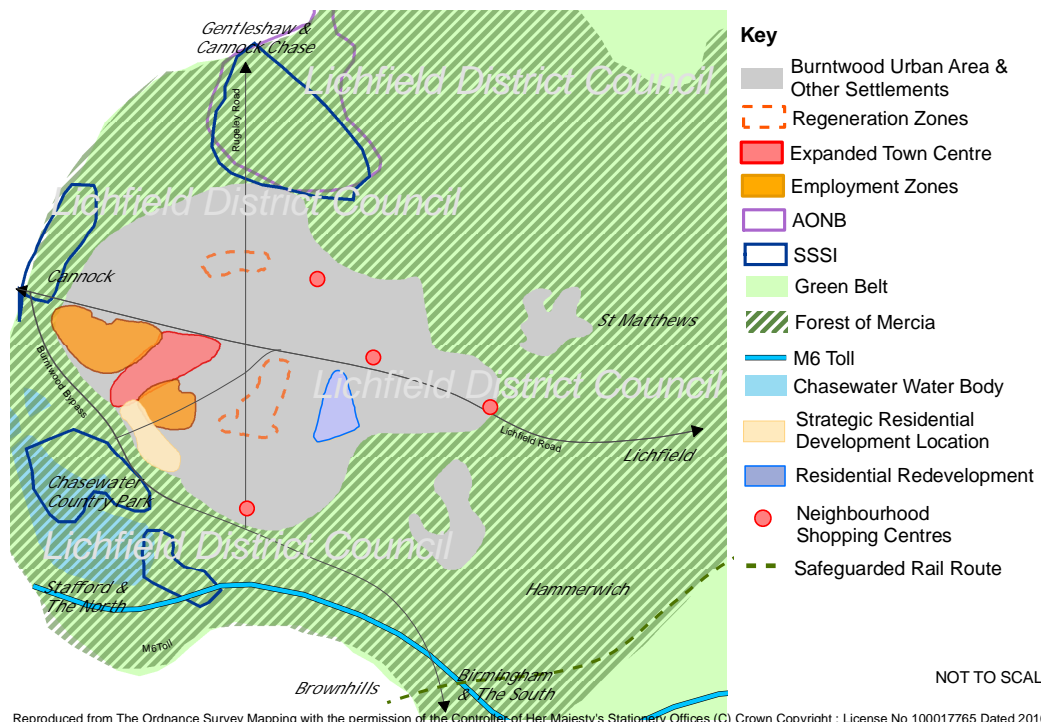 Gentleshaw &
Cannock Chase
Lichfield District Council
Rugeley Road
Lichfield District Council
Cannock
St Matthews
Burntwood Bypass
Lichfield District Council
Lichfield Road
Lichfield
Chasewater
Country Park
Lichfield District Council
Stafford &
The North
Hammerwich
M6Toll
Birmingham
& The South
Brownhills
Key
Burntwood Urban Area &
Other Settlements
Regeneration Zones
Expanded Town Centre
Employment Zones
AONB
SSSI
Green Belt
Forest of Mercia
M6 Toll
Chasewater Water Body
Strategic Residential
Development Location
Residential Redevelopment
Neighbourhood
Shopping Centres
Safeguarded Rail Route
NOT TO SCAL
Reproduced from The Ordnance Survey Mapping with the permission of the Controller of Her Majesty's Stationery Offices (C) Crown Copyright : License No 100017765 Dated 201